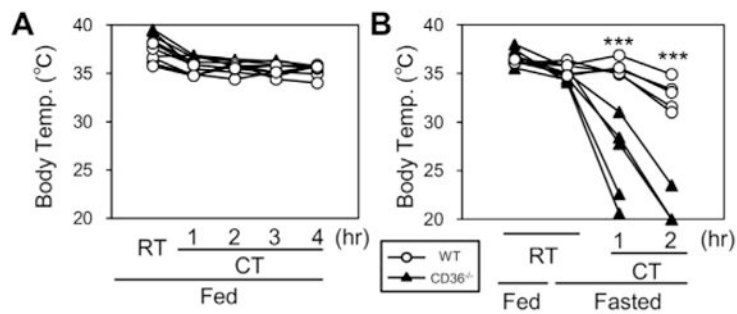 A
B
40
35
30
25
20
Body Temp. (°C)
RT 1 2 3 4 (hr)
CT
Fed
40
35
30
25
20
Body Temp. (°C)
***
***
1 2 (hr)
RT
CT
Fed Fasted
WT
CD36-/-